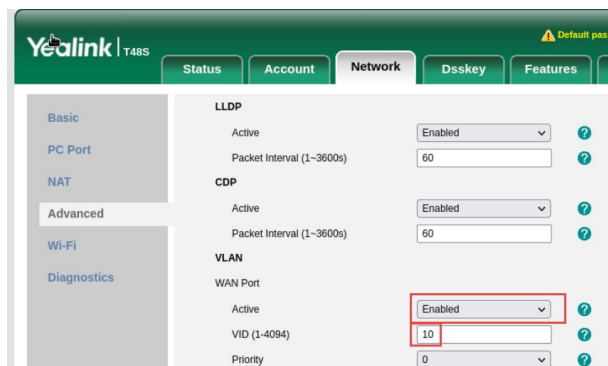 Yealink | T48S
Default pas
Status Account Network Dsskey Features
Basic
PC Port
NAT
Advanced
Wi-Fi
Diagnostics
LLDP
Active Enabled ?
Packet Interval (1~3600s) 60 ?
CDP
Active Enabled ?
Packet Interval (1~3600s) 60 ?
VLAN
WAN Port
Active Enabled ?
VID (1-4094) 10 ?
Priority 0 ?